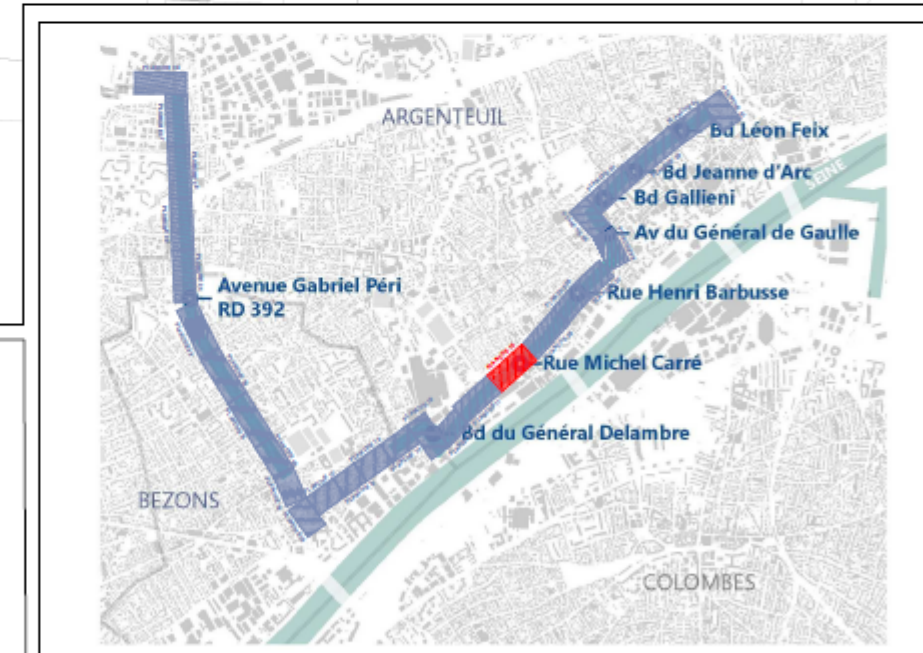 ARGENTEUIL
Bd Léon Feix
Bd Jeanne d'Arc
Bd Gallieni
SEINE
Av du Général de Gaulle
Avenue Gabriel Péri
RD 392
Rue Henri Barbusse
Rue Michel Carré
Bd du Général Delambre
BEZONS
COLOMBES